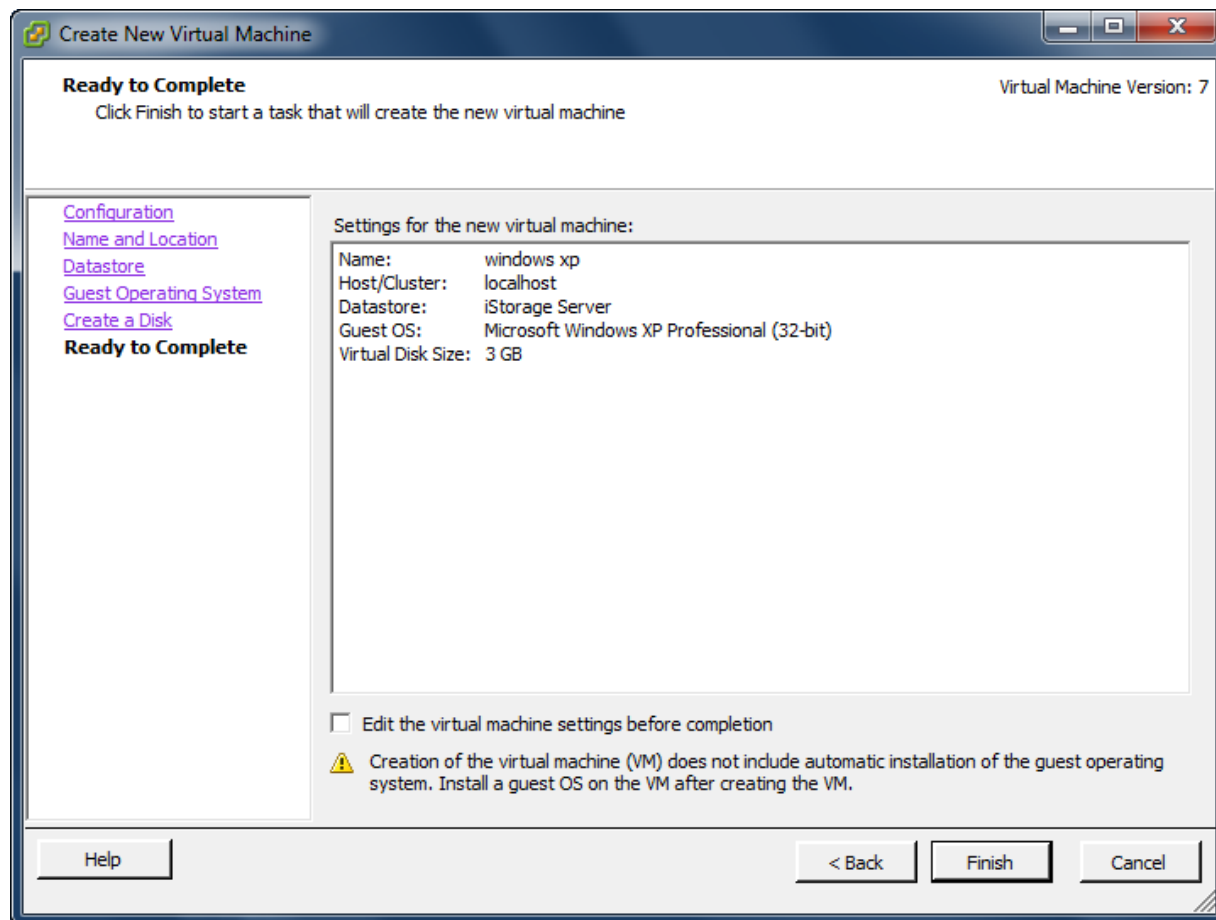 Create New Virtual Machine
Ready to Complete
Virtual Machine Version: 7
Click Finish to start a task that will create the new virtual machine
Configuration
Name and Location
Datastore
Guest Operating System
Create a Disk
Ready to Complete
Settings for the new virtual machine:
Name: windows xp
Host/Cluster: localhost
Datastore: iStorage Server
Guest OS: Microsoft Windows XP Professional (32-bit)
Virtual Disk Size: 3 GB
Edit the virtual machine settings before completion
Creation of the virtual machine (VM) does not include automatic installation of the guest operating
system. Install a guest OS on the VM after creating the VM.
Help
< Back
Finish
Cancel